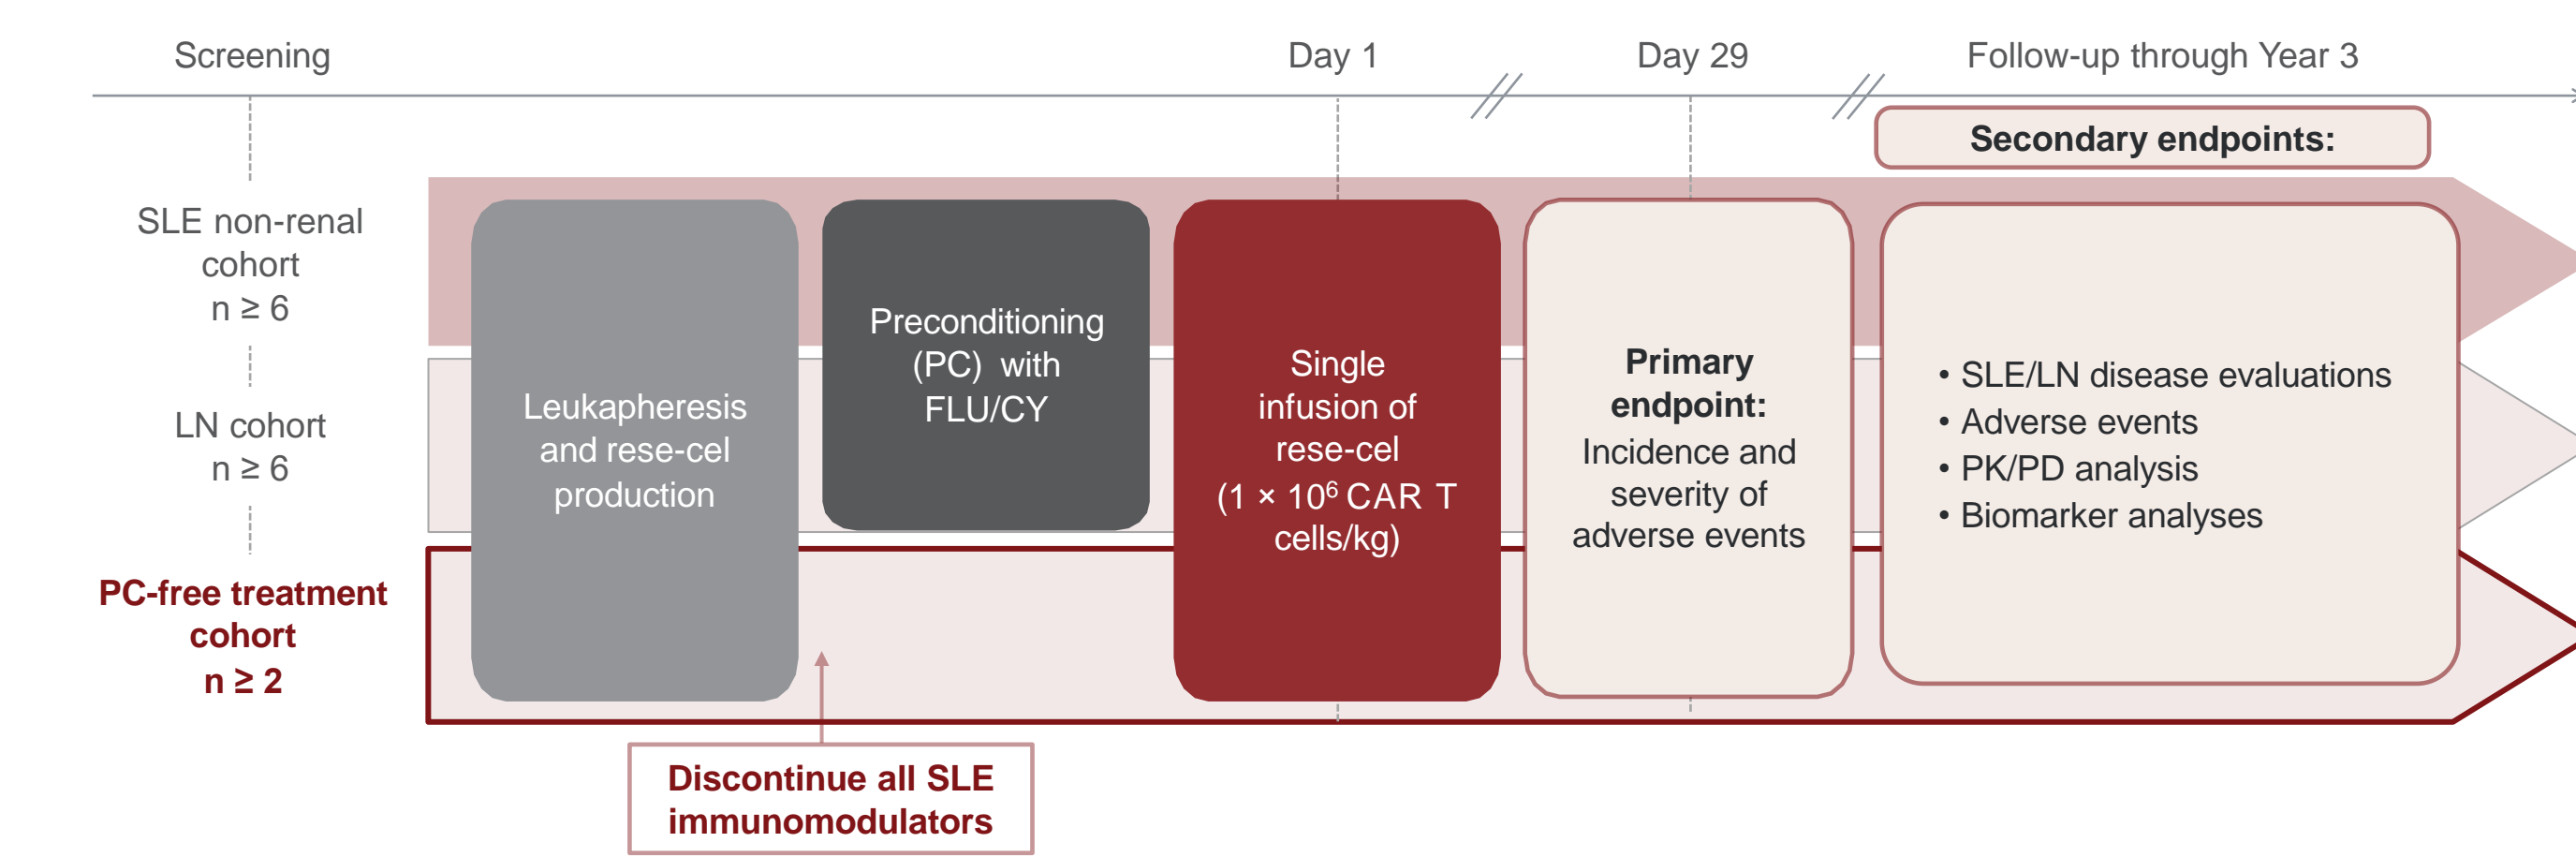 Screening
Day 1
Day 29
Follow-up through Year 3
Secondary endpoints:
SLE non-renal
cohort
n ≥ 6
LN cohort
n ≥ 6
PC-free treatment
cohort
n ≥ 2
Leukapheresis
and rese-cel
production
Preconditioning
(PC) with
FLU/CY
Single
infusion of
rese-cel
(1 × 10⁶ CAR T
cells/kg)
Primary
endpoint:
Incidence and
severity of
adverse events
• SLE/LN disease evaluations
• Adverse events
• PK/PD analysis
• Biomarker analyses
Discontinue all SLE
immunomodulators